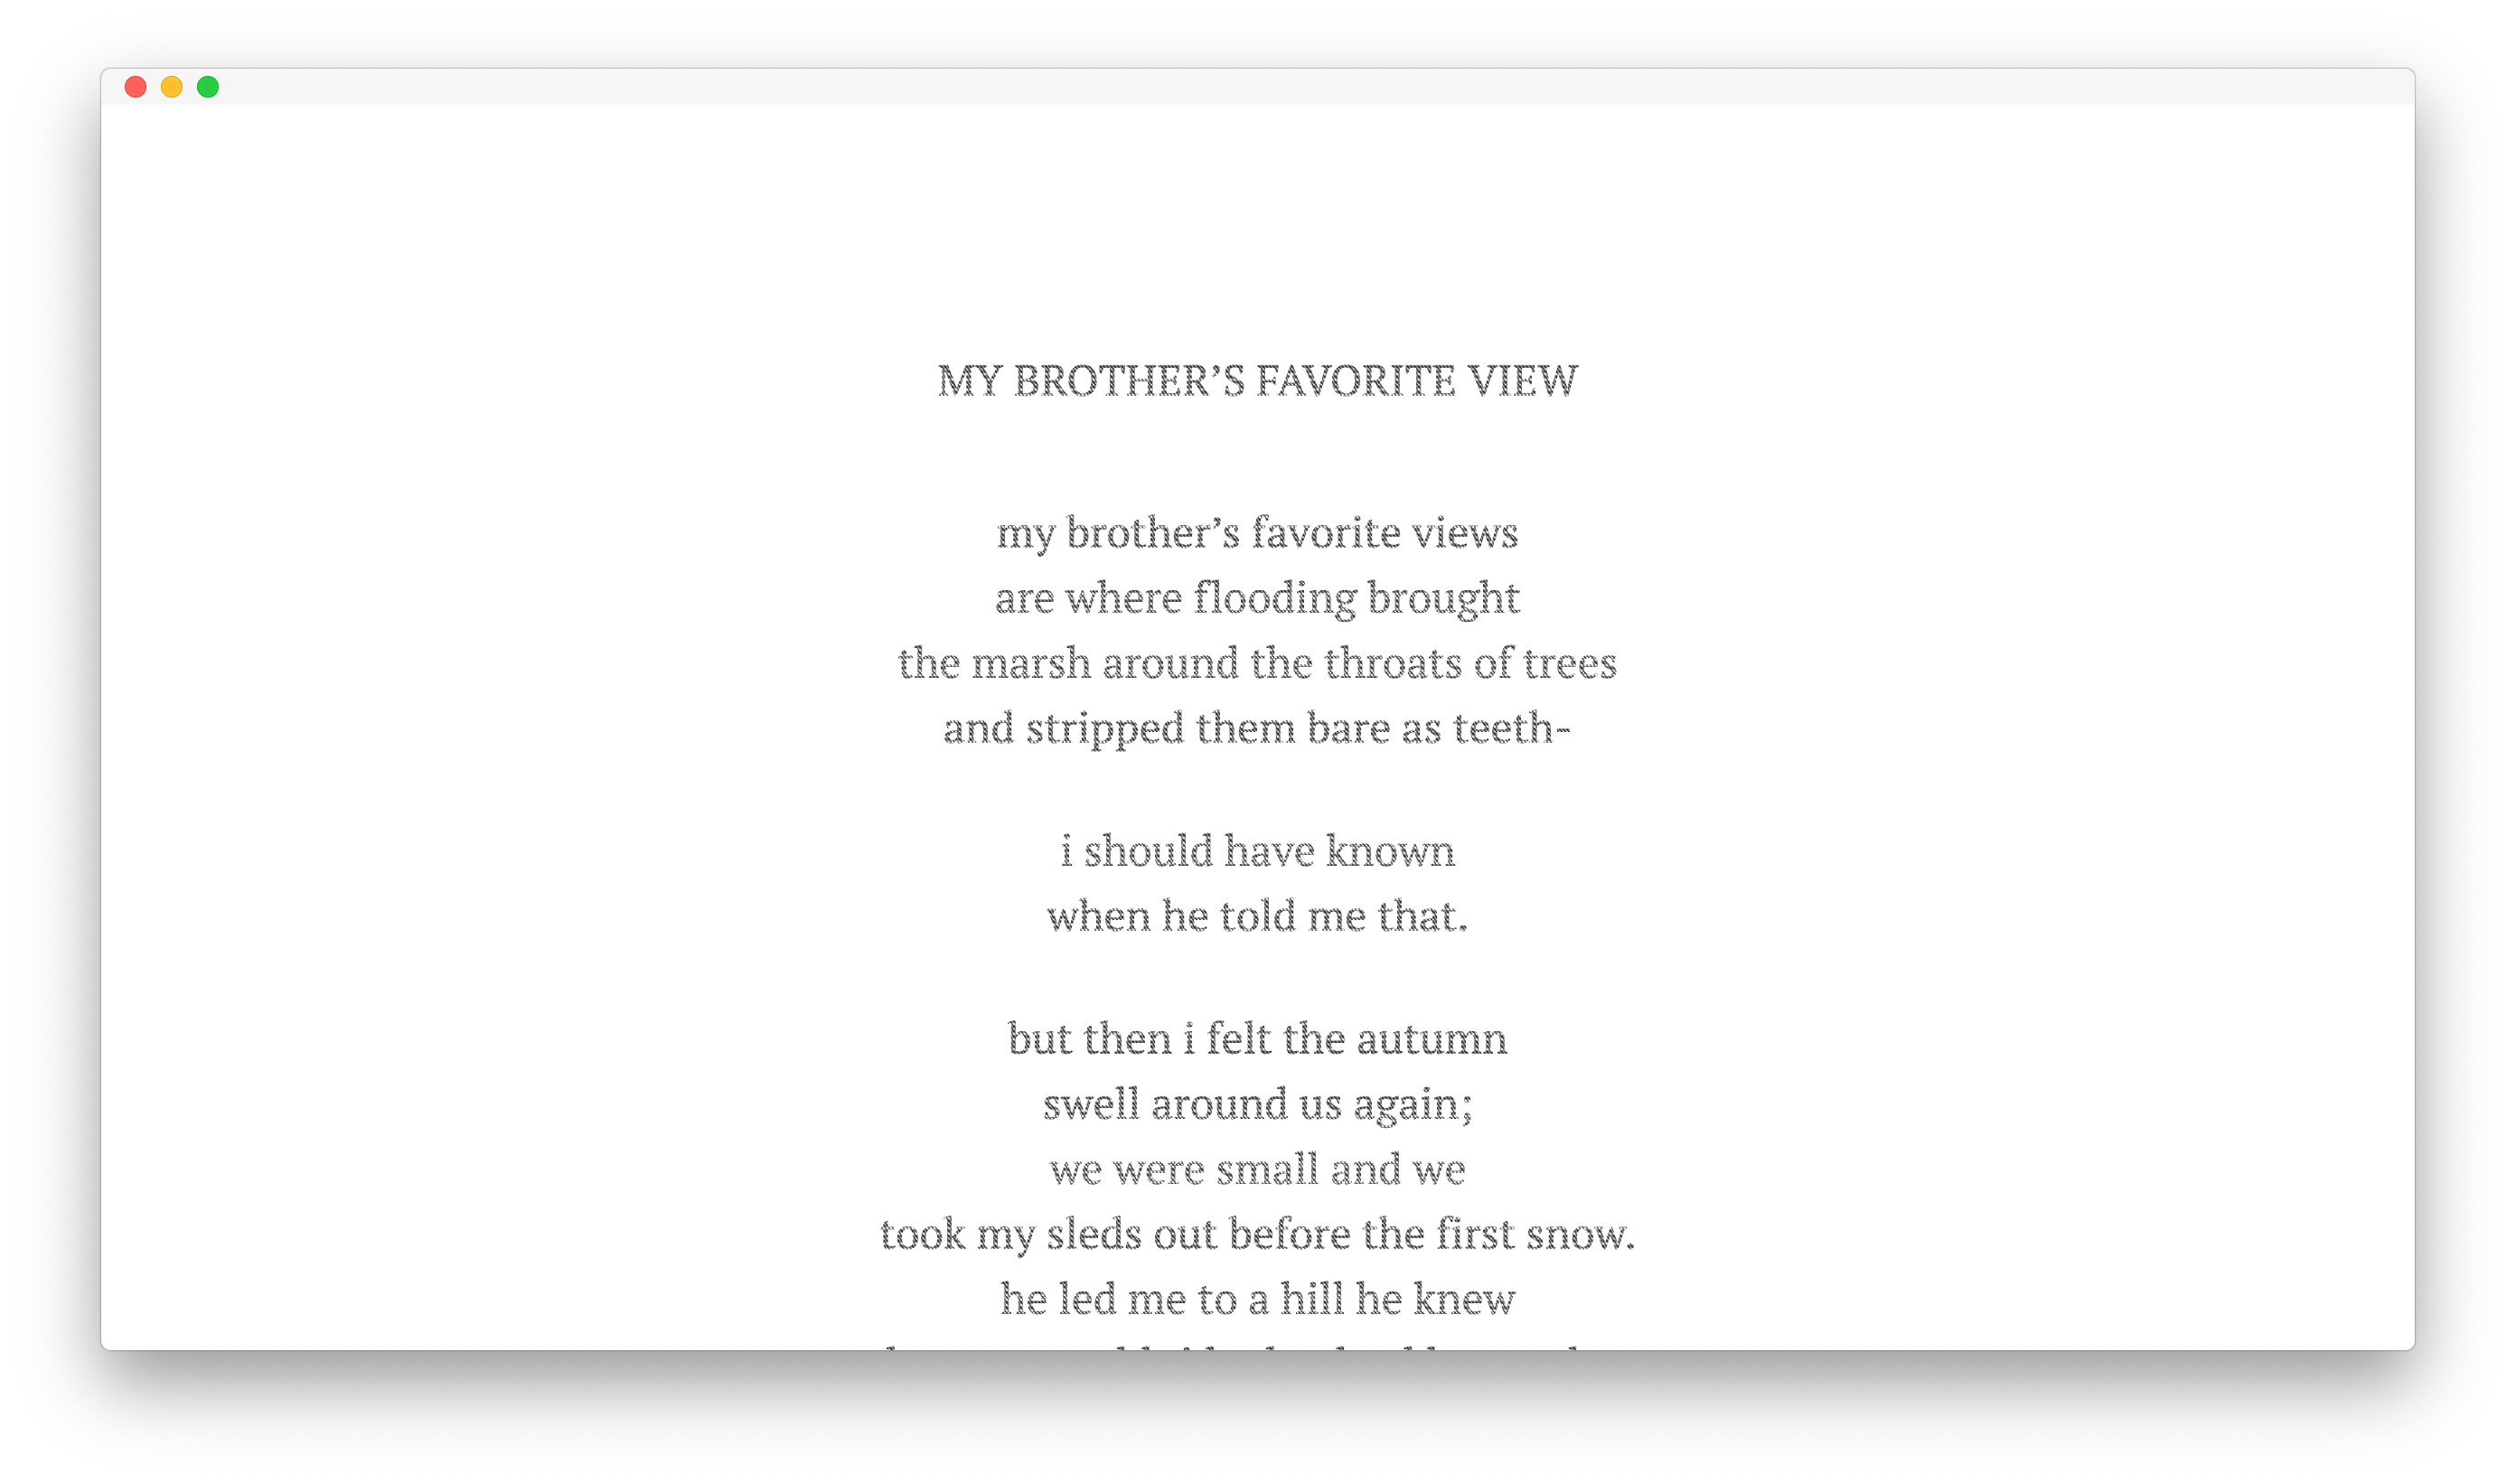 MY BROTHER’S FAVORITE VIEW
my brother’s favorite views
are where flooding brought
the marsh around the throats of trees
and stripped them bare as teeth-
i should have known
when he told me that.
but then i felt the autumn
swell around us again;
we were small and we
took my sleds out before the first snow.
he led me to a hill he knew